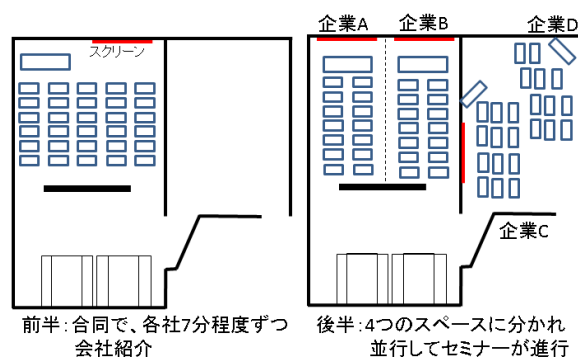 企業A
企業B
企業D
スクリーン
企業C
前半:合同で、各社7分程度ずつ
会社紹介
後半:4つのスペースに分かれ
並行してセミナーが進行